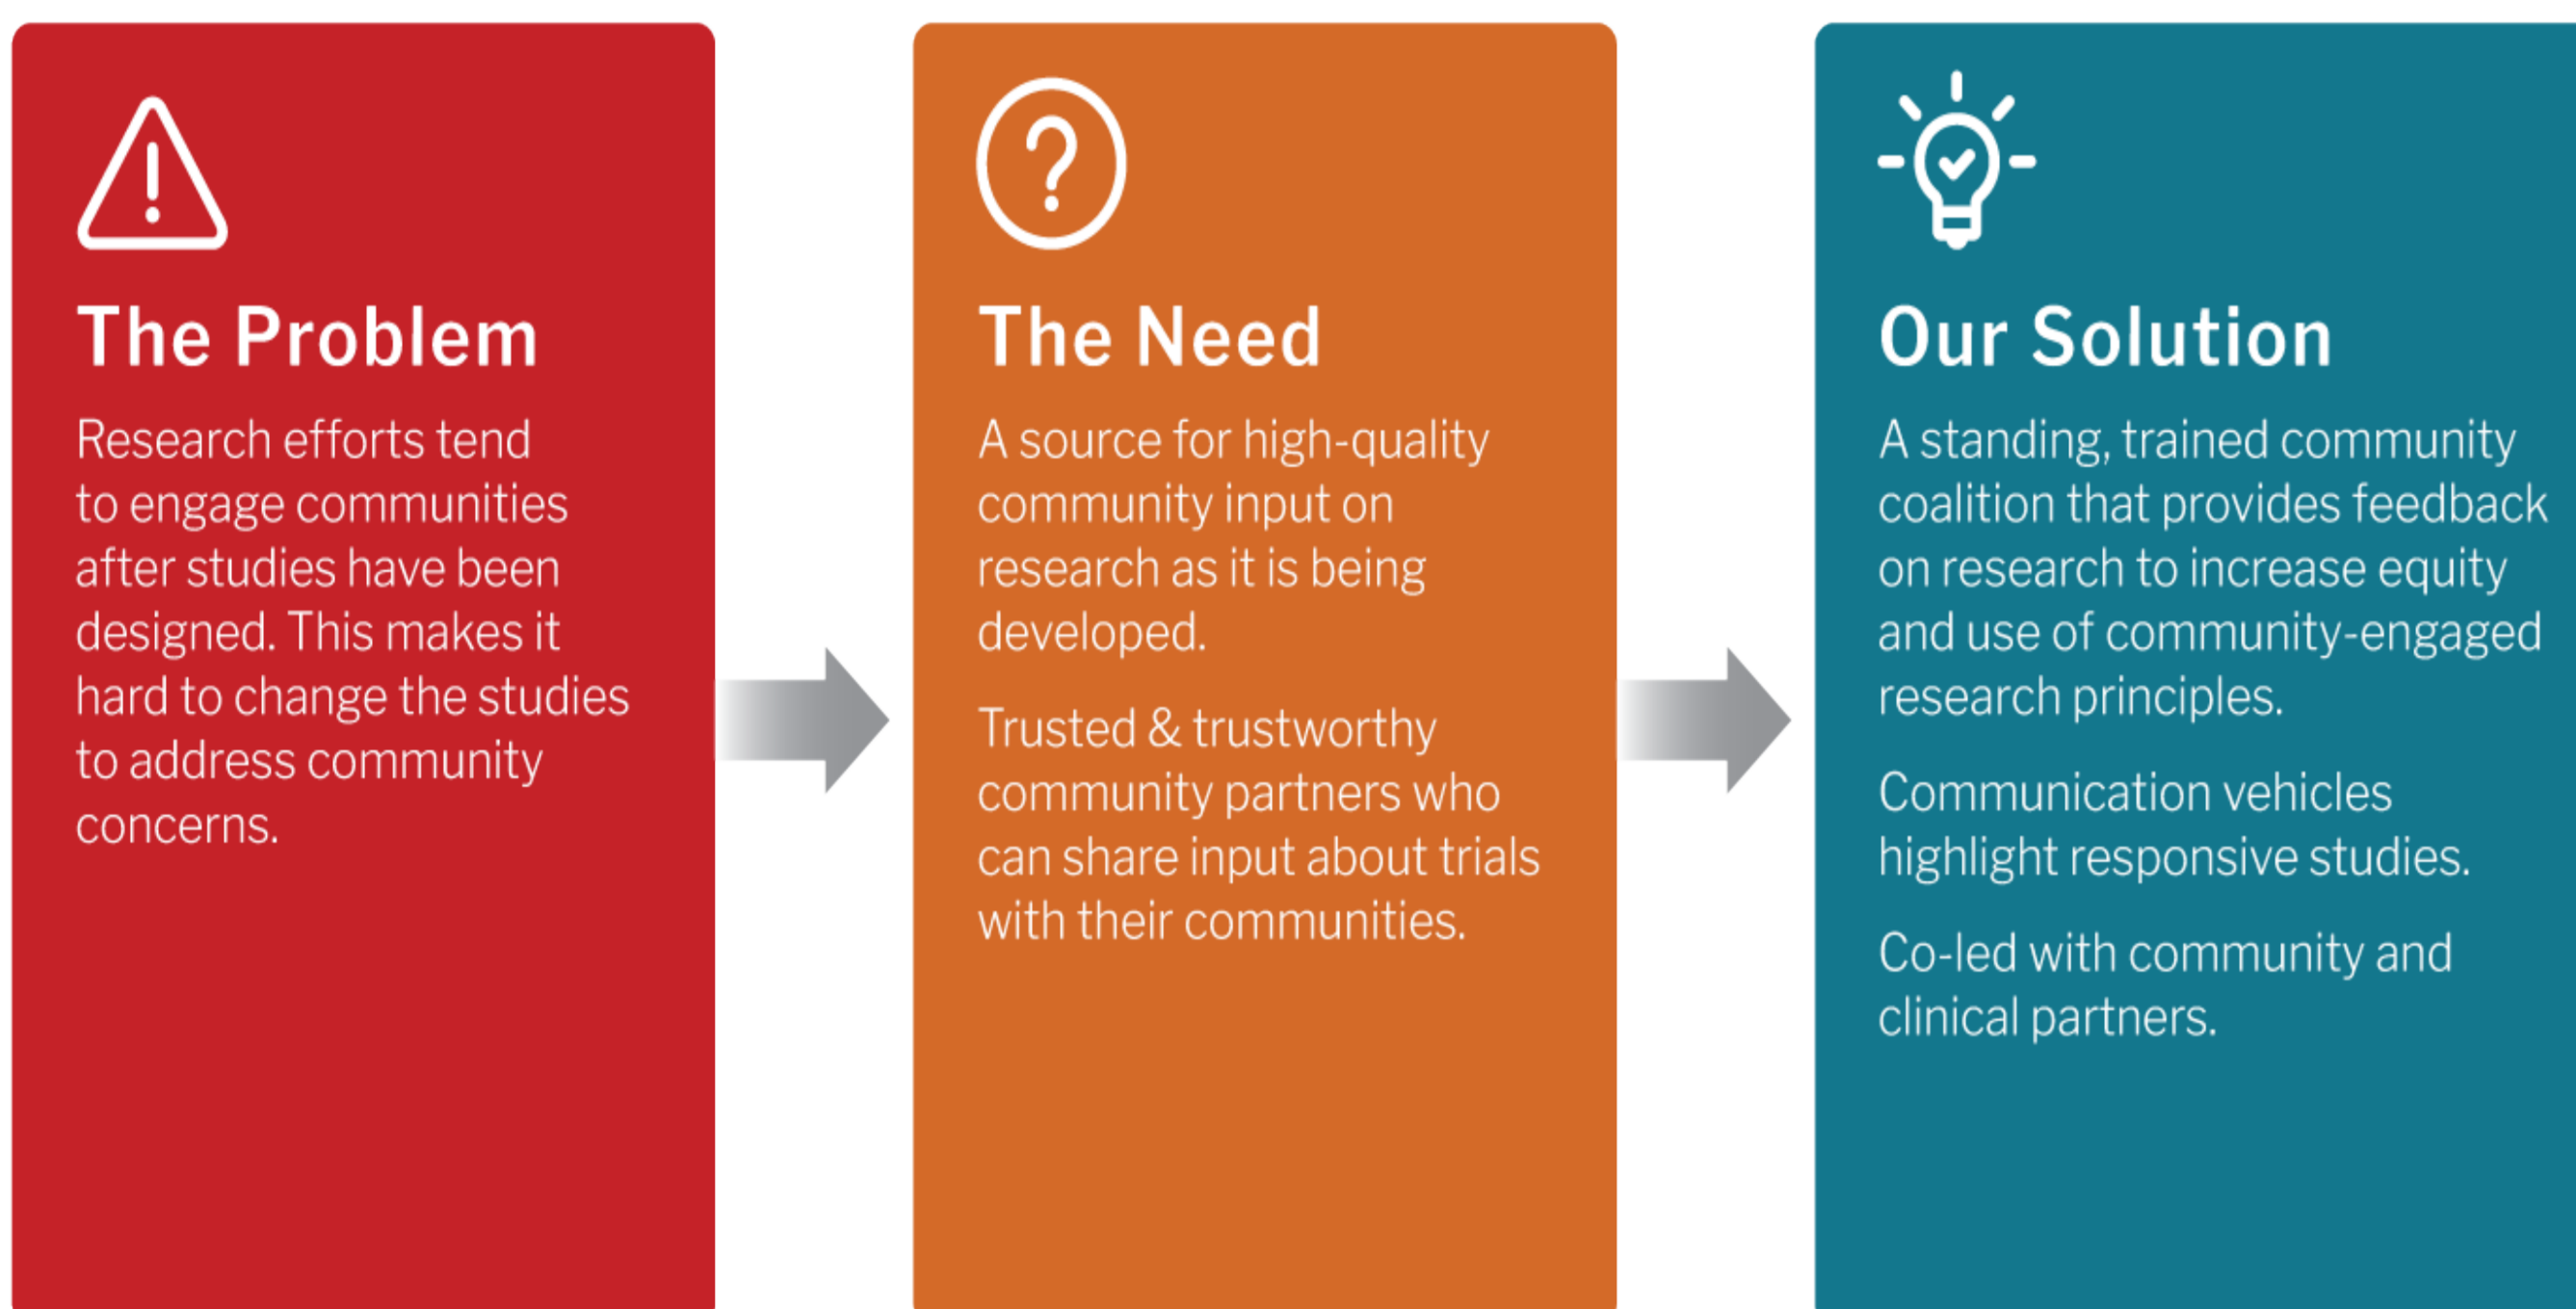 The Problem
Research efforts tend
to engage communities
after studies have been
designed. This makes it
hard to change the studies
to address community
concerns.
The Need
A source for high-quality
community input on
research as it is being
developed.
Trusted & trustworthy
community partners who
can share input about trials
with their communities.
Our Solution
A standing, trained community
coalition that provides feedback
on research to increase equity
and use of community-engaged
research principles.
Communication vehicles
highlight responsive studies.
Co-led with community and
clinical partners.